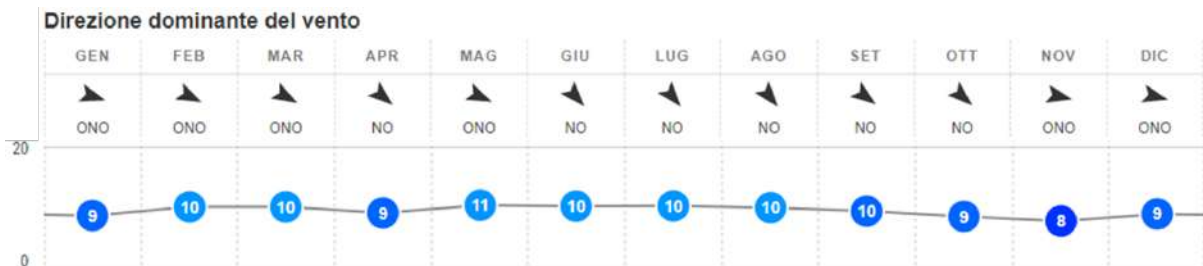 Direzione dominante del vento
GEN FEB MAR APR MAG GIU LUG AGO SET OTT NOV DIC
ONO ONO ONO NO ONO NO NO NO NO NO ONO ONO
20
9 10 10 9 11 10 10 10 10 9 8 9
0